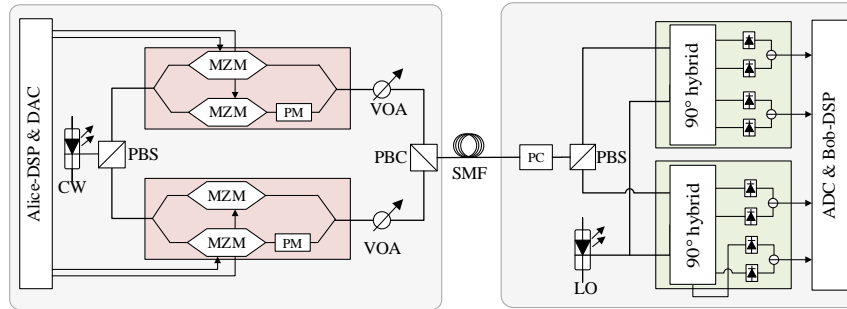 Alice-DSP & DAC
CW
PBS
MZM
MZM
PM
VOA
MZM
MZM
PM
VOA
PBC
SMF
PC
PBS
LO
90° hybrid
90° hybrid
ADC & Bob-DSP